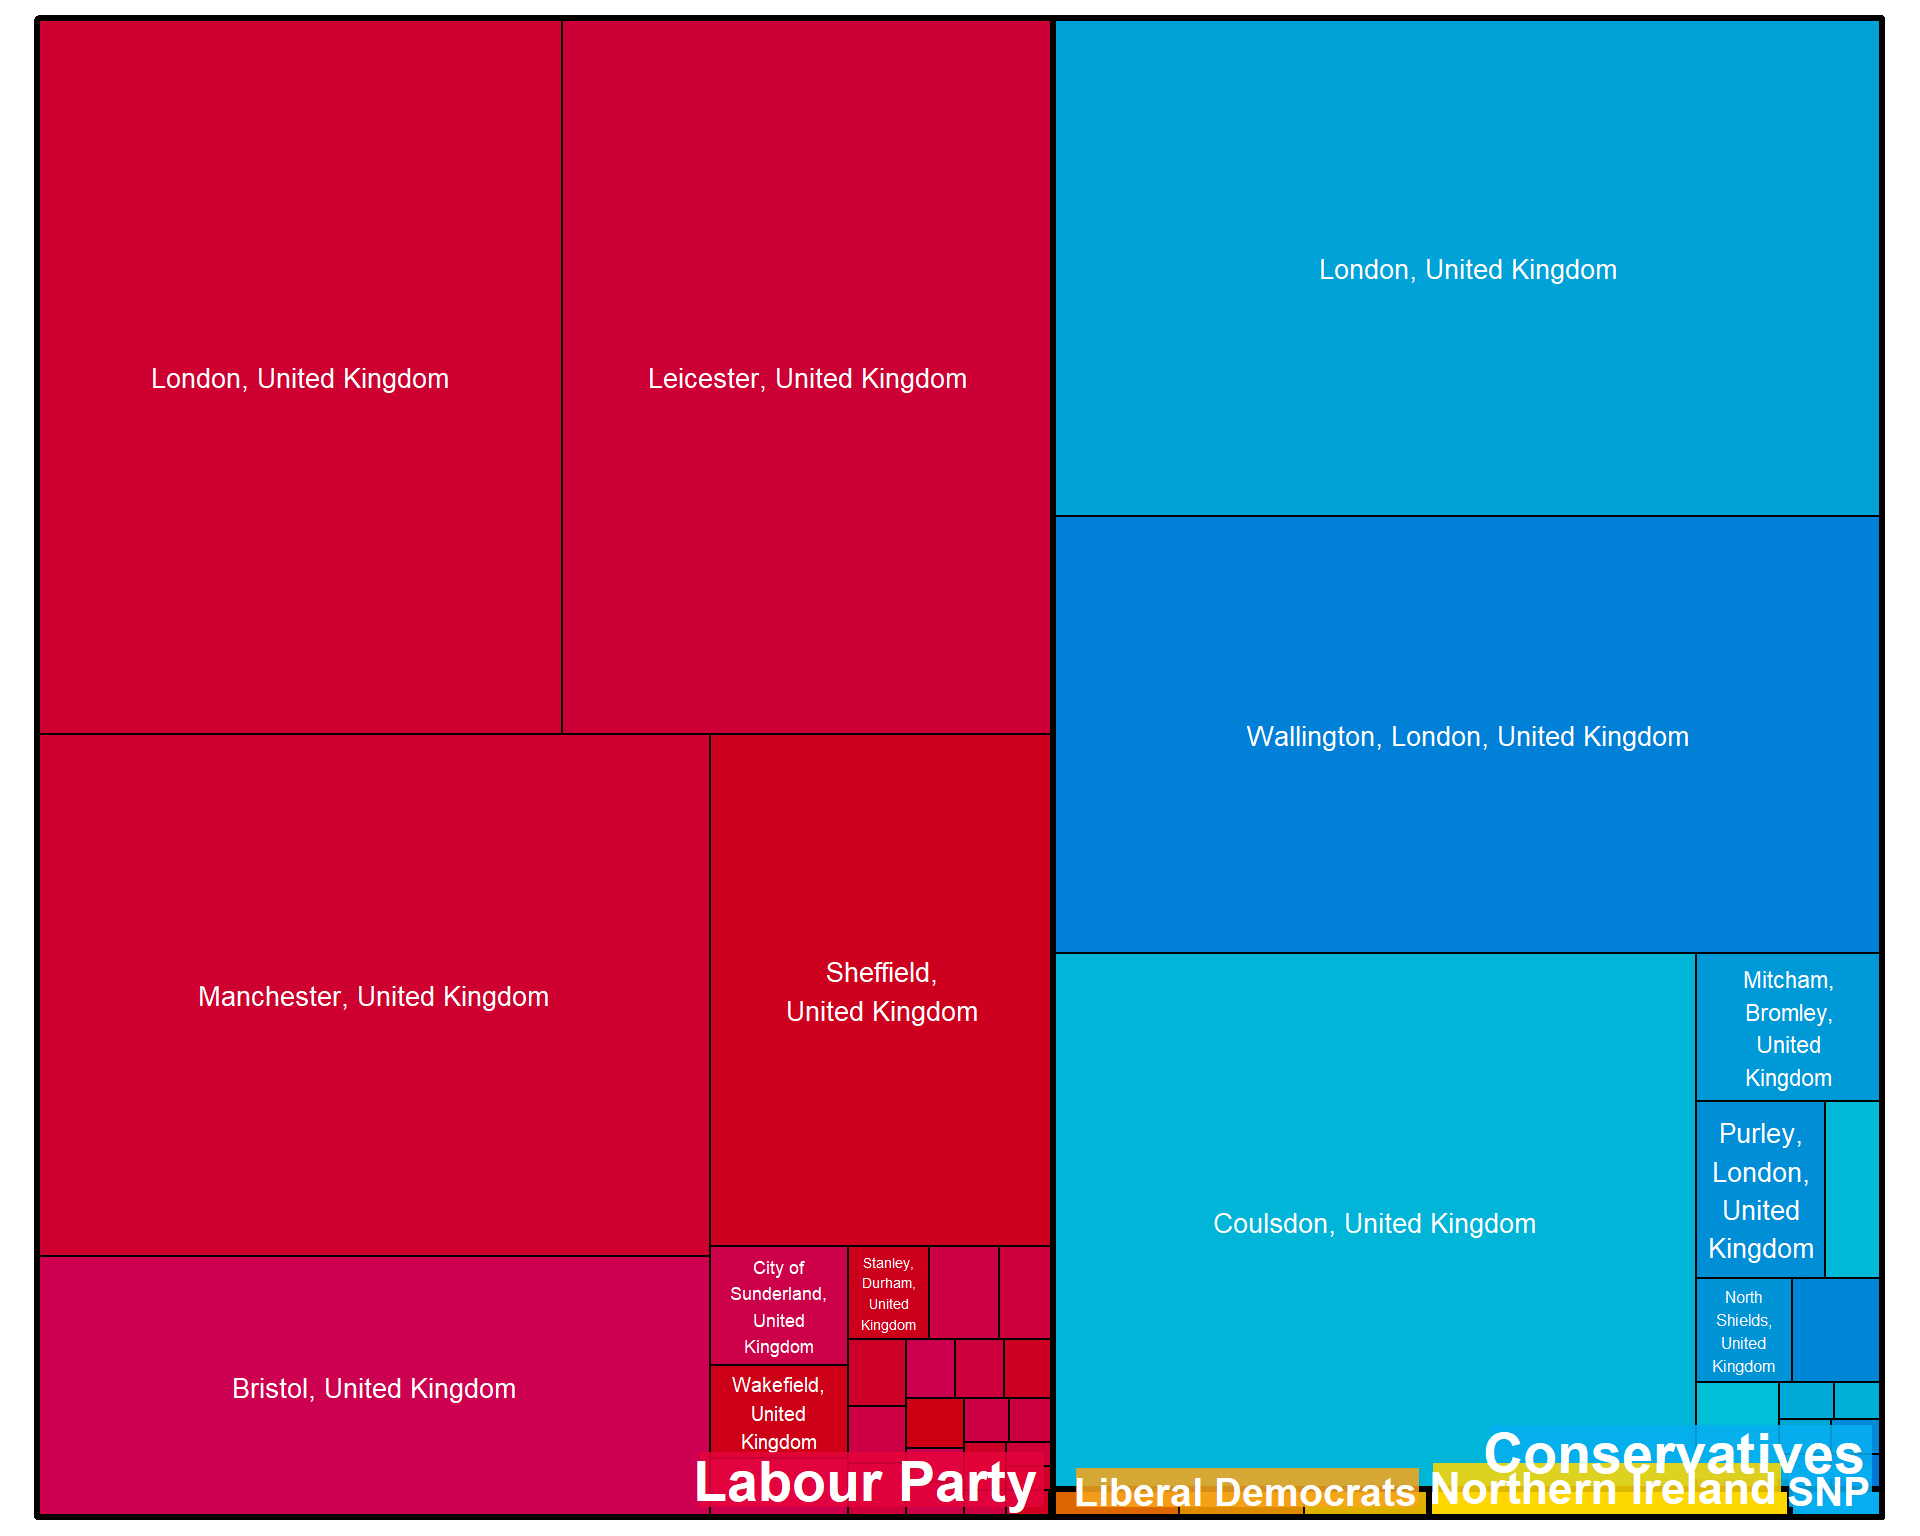 London, United Kingdom
Leicester, United Kingdom
London, United Kingdom
Wallington, London, United Kingdom
Manchester, United Kingdom
Sheffield,
United Kingdom
Mitcham,
Bromley,
United
Kingdom
Purley,
London,
United
Kingdom
Coulsdon, United Kingdom
City of
Sunderland,
United
Kingdom
Stanley,
Durham,
United
Kingdom
North
Shields,
United
Kingdom
Bristol, United Kingdom
Wakefield,
United
Kingdom
Labour Party
Conservatives
Liberal Democrats
Northern Ireland
SNP